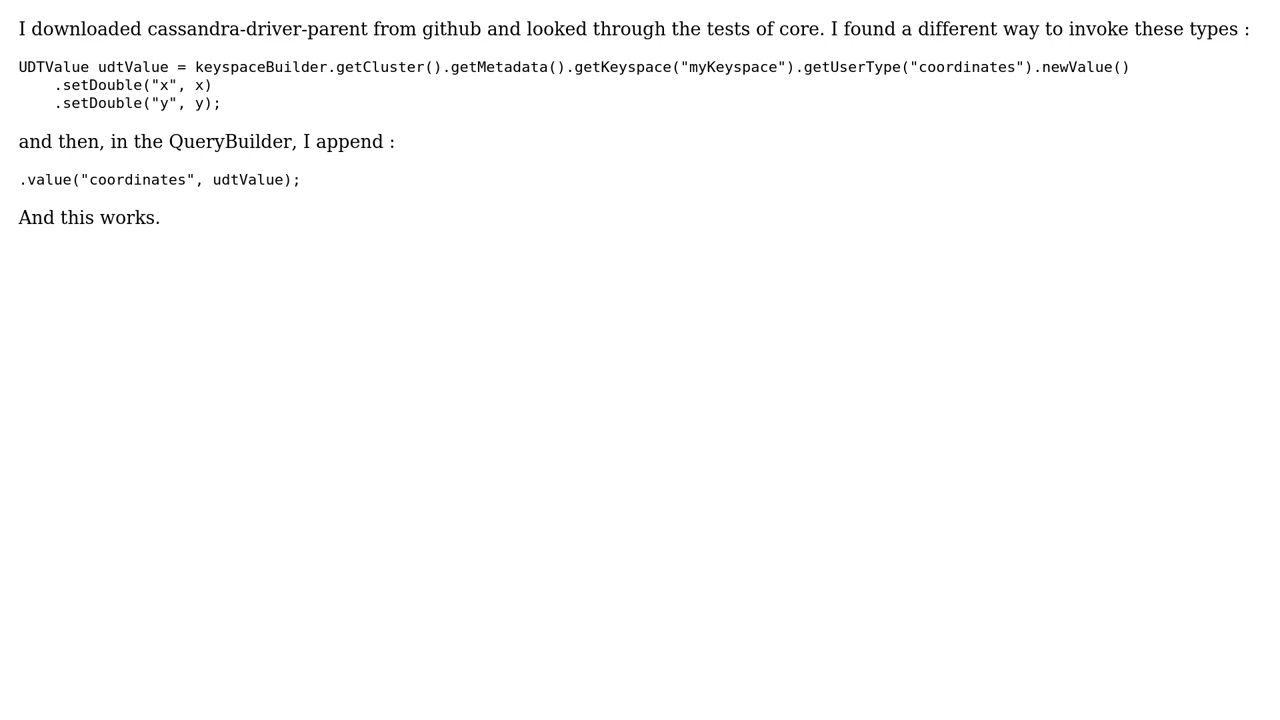 I downloaded cassandra-driver-parent from github and looked through the tests of core. I found a different way to invoke these types :
UDTValue udtValue = keyspaceBuilder.getCluster().getMetadata().getKeyspace("myKeyspace").getUserType("coordinates").newValue()
    .setDouble("x", x)
    .setDouble("y", y);
and then, in the QueryBuilder, I append :
.value("coordinates", udtValue);
And this works.